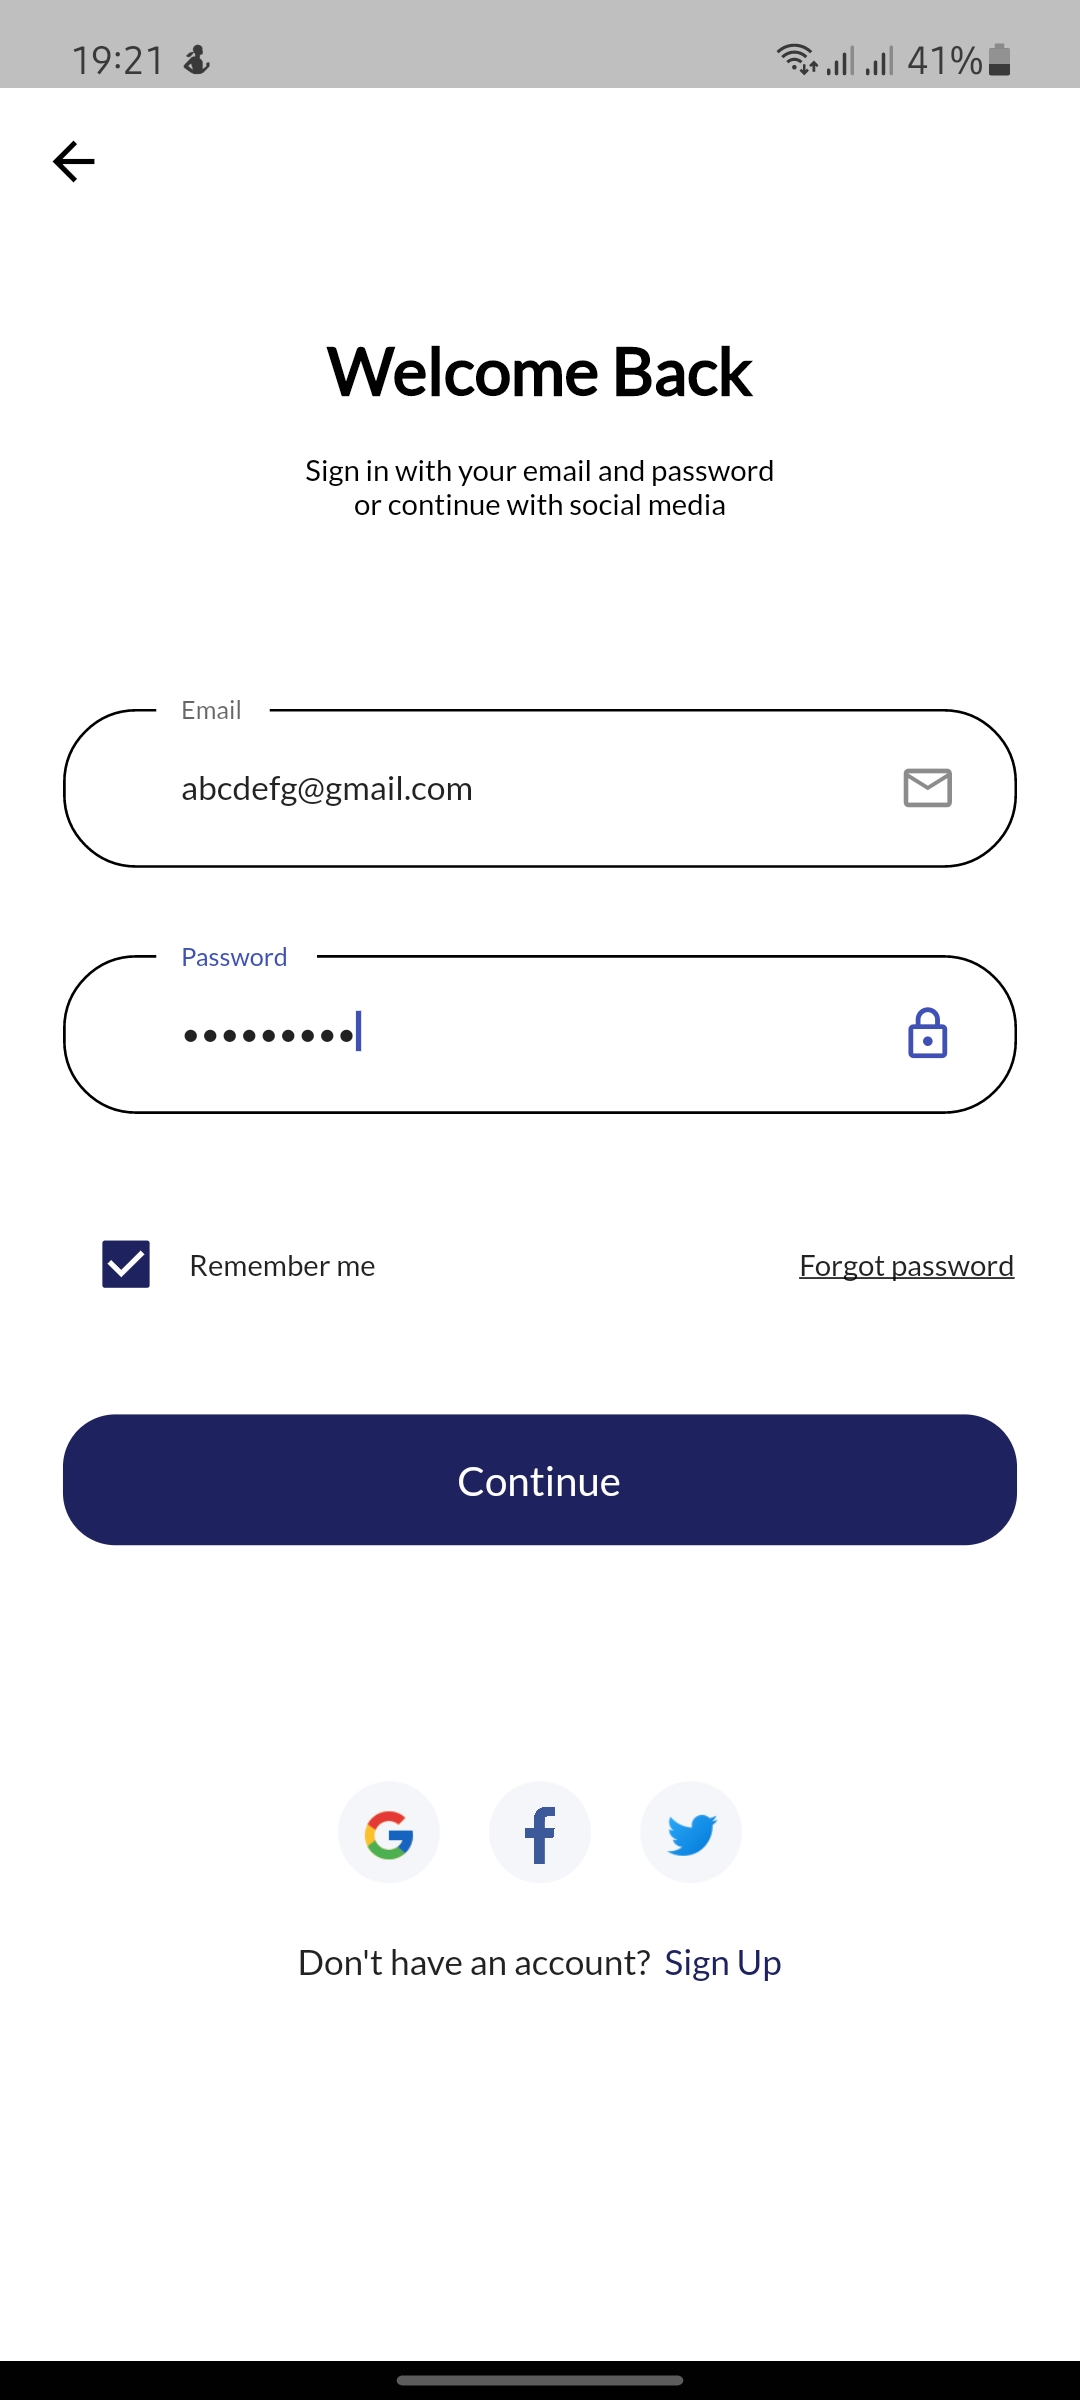 19:21 41%
Welcome Back
Sign in with your email and password
or continue with social media
Email
abcdefg@gmail.com
Password
•••••••••
Remember me Forgot password
Continue
Don't have an account? Sign Up